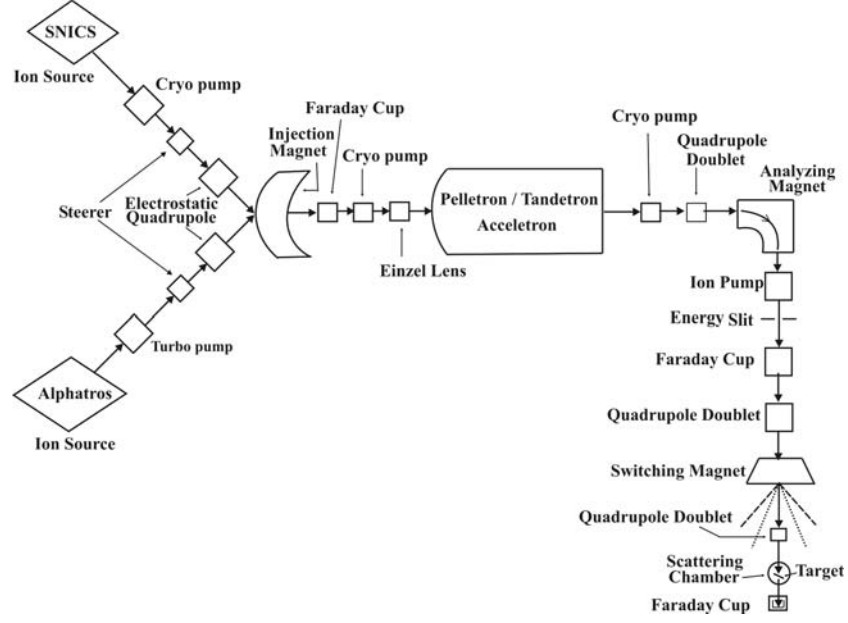 SNICS
Ion Source
Cryo pump
Faraday Cup
Injection
Magnet
Cryo pump
Steerer
Electrostatic
Quadrupole
Pelletron / Tandetron
Acceletron
Einzel Lens
Cryo pump
Quadrupole
Doublet
Analyzing
Magnet
Turbo pump
Alphatros
Ion Source
Ion Pump
Energy Slit
Faraday Cup
Quadrupole Doublet
Switching Magnet
Quadrupole Doublet
Scattering
Chamber
Target
Faraday Cup